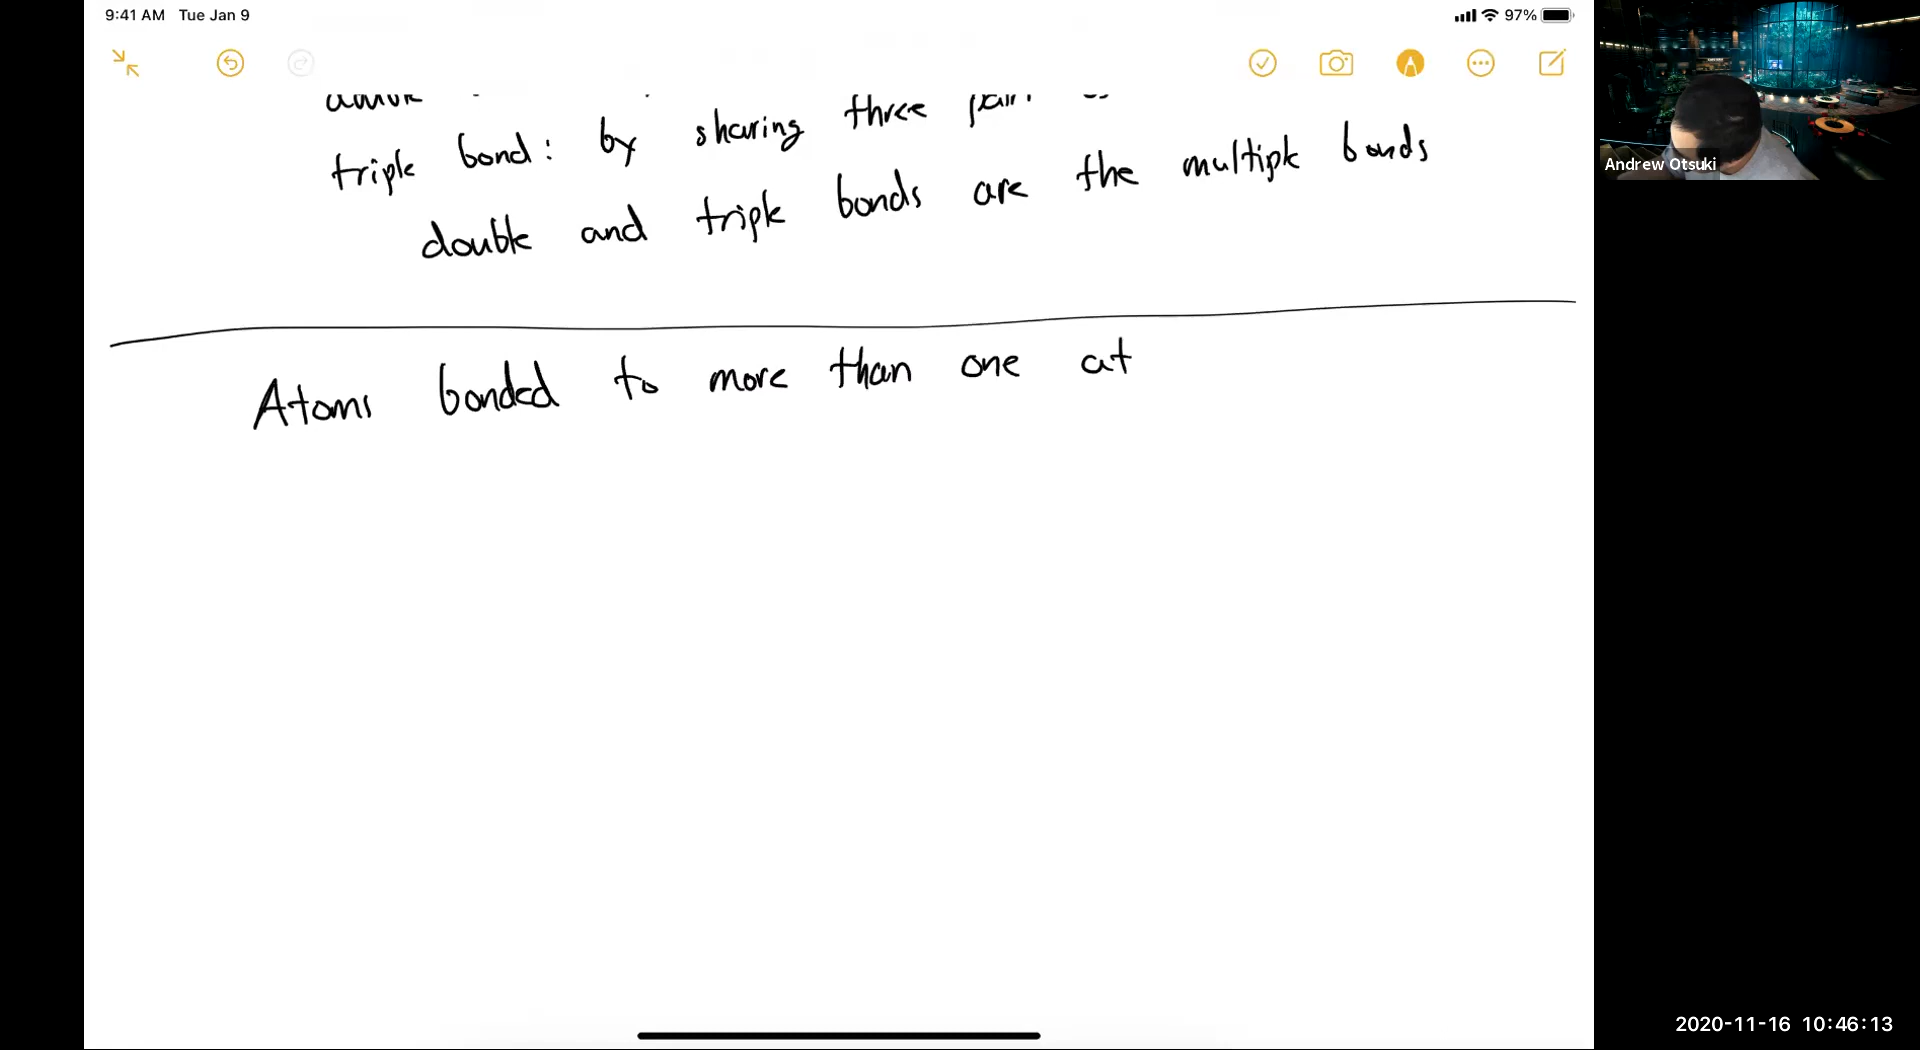 9:41 AM Tue Jan 9
97%
triple bond: by sharing three pair
double and triple bonds are the multiple bonds
Atoms bonded to more than one at
Andrew Otsuki
2020-11-16 10:46:13